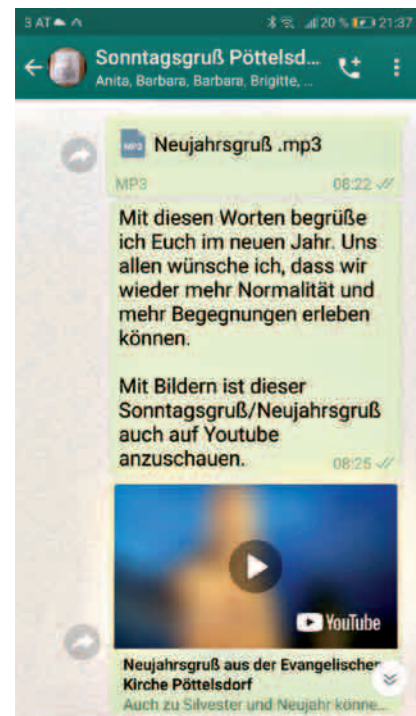 3 AT 20 % 21:37
Sonntagsgruß Pöttelsd...
Anita, Barbara, Barbara, Brigitte, ...
MP3 Neujahrsgruß .mp3
MP3 08:22
Mit diesen Worten begrüße
ich Euch im neuen Jahr. Uns
allen wünsche ich, dass wir
wieder mehr Normalität und
mehr Begegnungen erleben
können.
Mit Bildern ist dieser
Sonntagsgruß/Neujahrsgruß
auch auf Youtube
anzuschauen.
08:25
YouTube
Neujahrsgruß aus der Evangelischen
Kirche Pöttelsdorf
Auch zu Silvester und Neujahr könne...